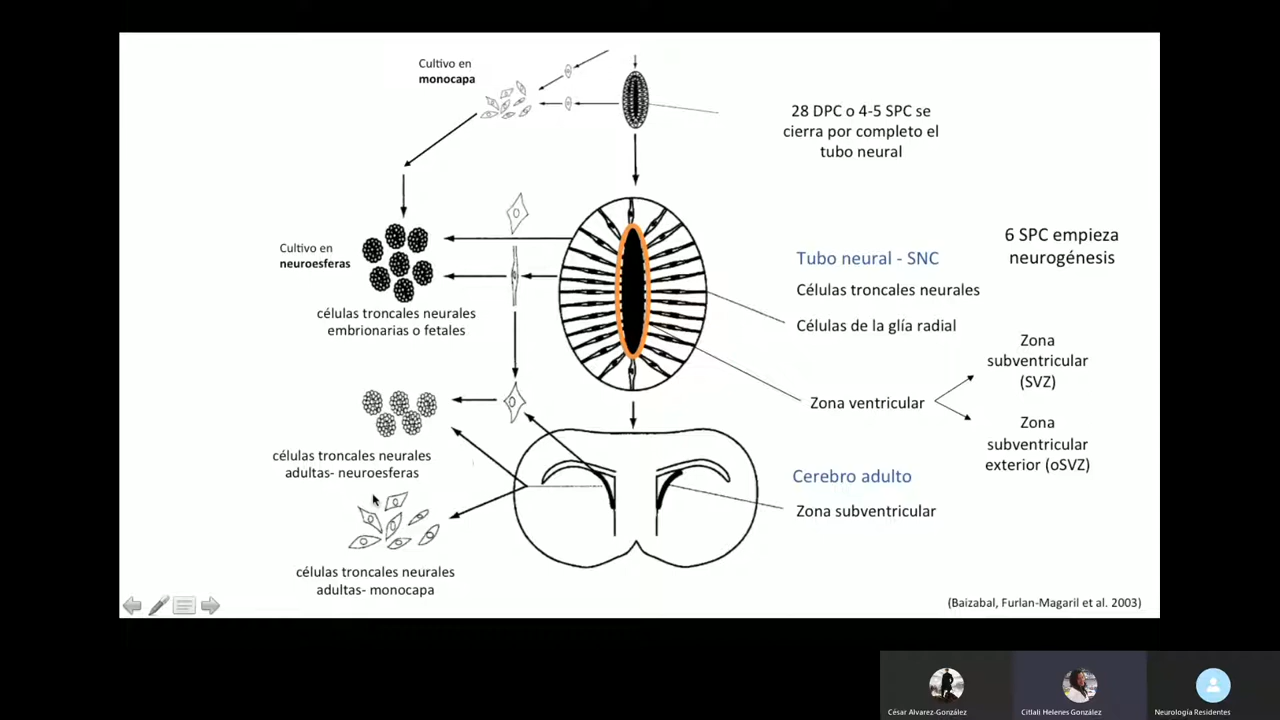 Cultivo en
monocapa
28 DPC o 4-5 SPC se
cierra por completo el
tubo neural
Cultivo en
neuroesferas
células troncales neurales
embrionarias o fetales
Tubo neural - SNC
Células troncales neurales
Células de la glía radial
6 SPC empieza
neurogénesis
Zona ventricular
Zona
subventricular
(SVZ)
Zona
subventricular
exterior (oSVZ)
células troncales neurales
adultas- neuroesferas
Cerebro adulto
Zona subventricular
células troncales neurales
adultas- monocapa
(Baizabal, Furlan-Magaril et al. 2003)
César Alvarez-González
Citlali Helenes González
Neurología Residentes